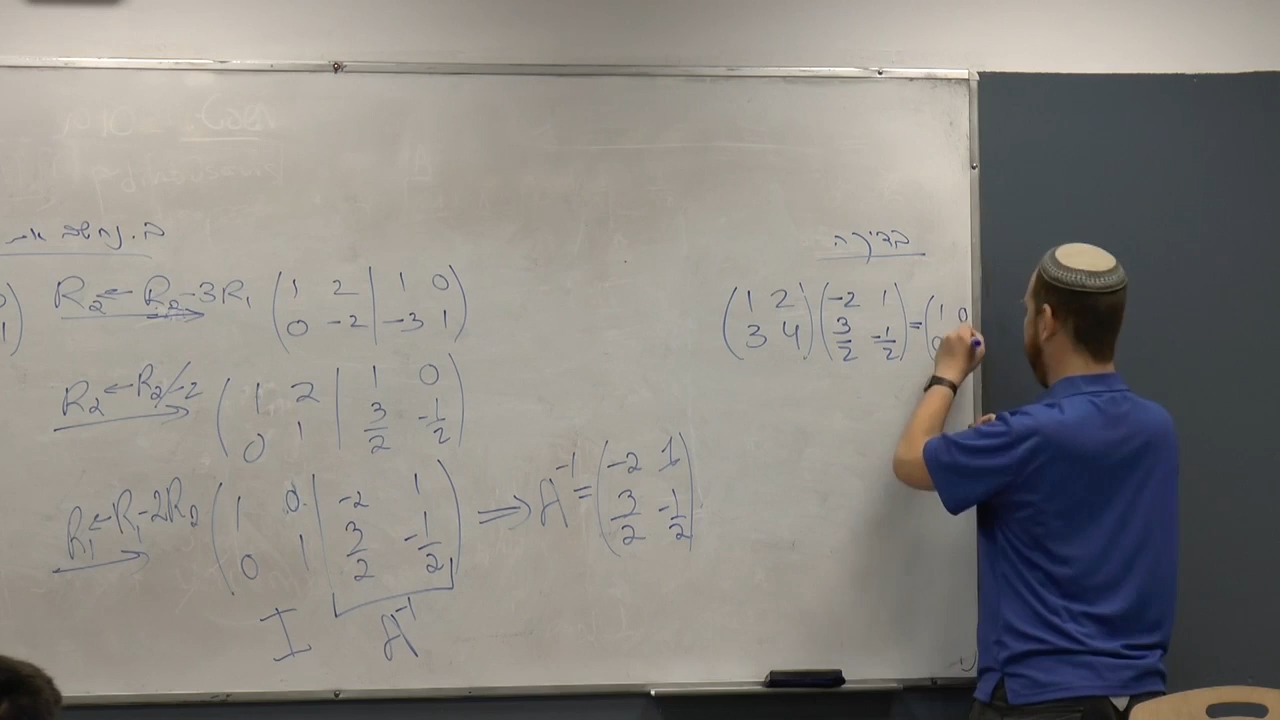 ב. נחשב את
R₂ ← R₂-3R₁ ( 1 2 | 1 0
0 -2 | -3 1 )
R₂ ← R₂/-2 ( 1 2 | 1 0
0 1 | 3/2 -1/2 )
R₁ ← R₁-2R₂ ( 1 0 | -2 1
0 1 | 3/2 -1/2 ) ⟹ A⁻¹ = ( -2 1
3/2 -1/2 )
I A⁻¹
בדיקה
( 1 2
3 4 ) ( -2 1
3/2 -1/2 ) = ( 1 0
0